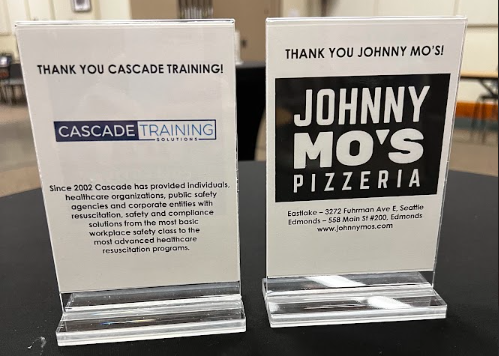 THANK YOU CASCADE TRAINING!
CASCADE TRAINING
SOLUTIONS
Since 2002 Cascade has provided individuals,
healthcare organizations, public safety
agencies and corporate entities with
resuscitation, safety and compliance
solutions from the most basic
workplace safety class to the
most advanced healthcare
resuscitation programs.
THANK YOU JOHNNY MO'S!
JOHNNY
MO'S
PIZZERIA
Eastlake – 3272 Fuhrman Ave E, Seattle
Edmonds – 558 Main St #200, Edmonds
www.johnnymos.com